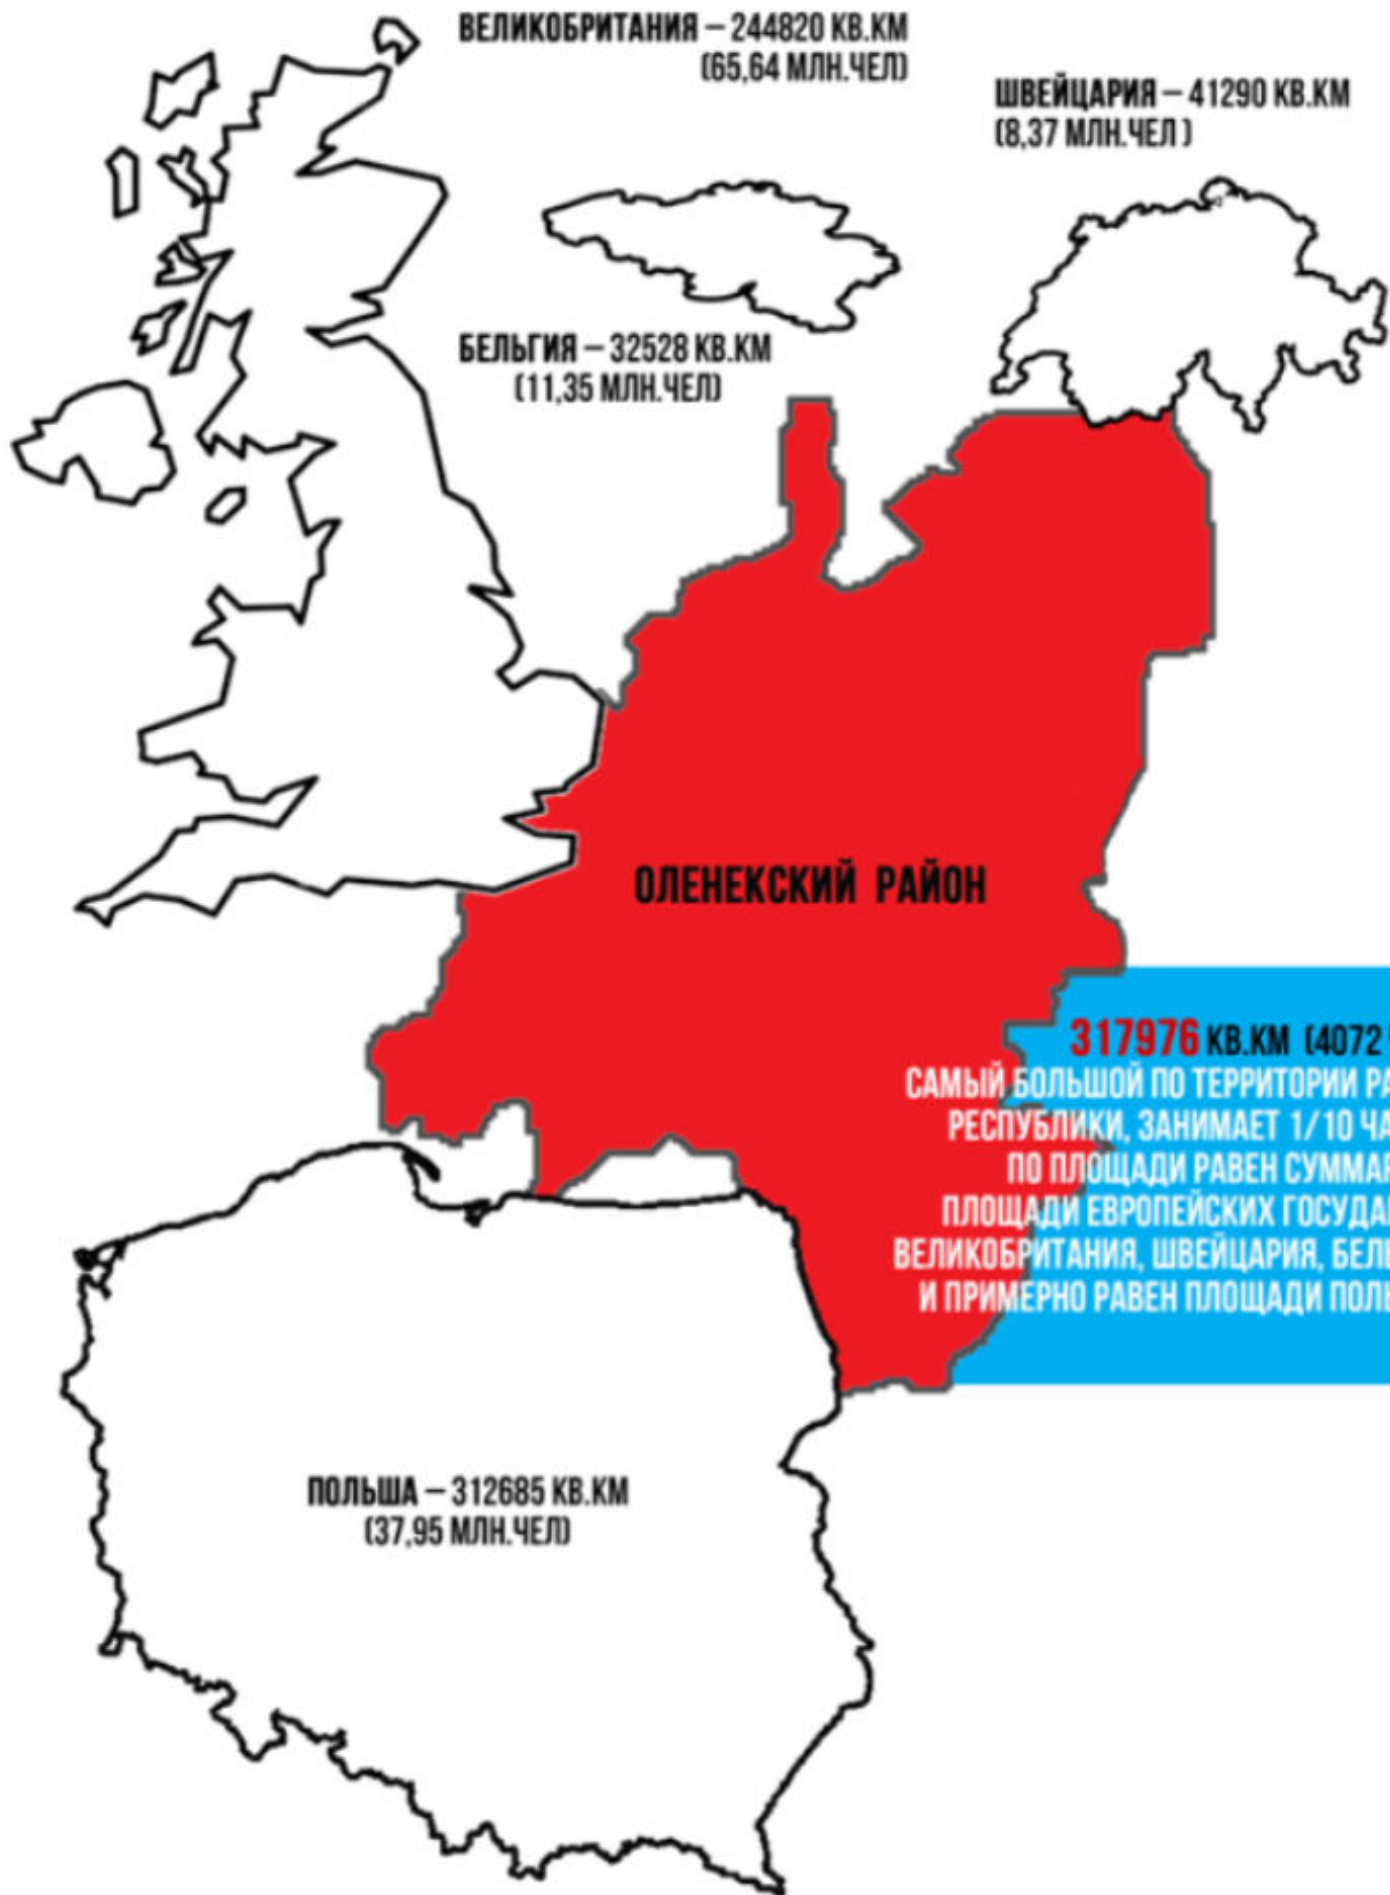 ВЕЛИКОБРИТАНИЯ – 244820 КВ.КМ
(65,64 МЛН.ЧЕЛ)
ШВЕЙЦАРИЯ – 41290 КВ.КМ
(8,37 МЛН.ЧЕЛ )
БЕЛЬГИЯ – 32528 КВ.КМ
(11,35 МЛН.ЧЕЛ)
ОЛЕНЕКСКИЙ РАЙОН
317976 КВ.КМ (4072
САМЫЙ БОЛЬШОЙ ПО ТЕРРИТОРИИ
РЕСПУБЛИКИ, ЗАНИМАЕТ 1/10
ПО ПЛОЩАДИ РАВЕН
ПЛОЩАДИ ЕВРОПЕЙСКИХ
ВЕЛИКОБРИТАНИЯ, ШВЕЙЦАРИЯ,
И ПРИМЕРНО РАВЕН ПЛОЩАДИ
ПОЛЬША – 312685 КВ.КМ
(37,95 МЛН.ЧЕЛ)